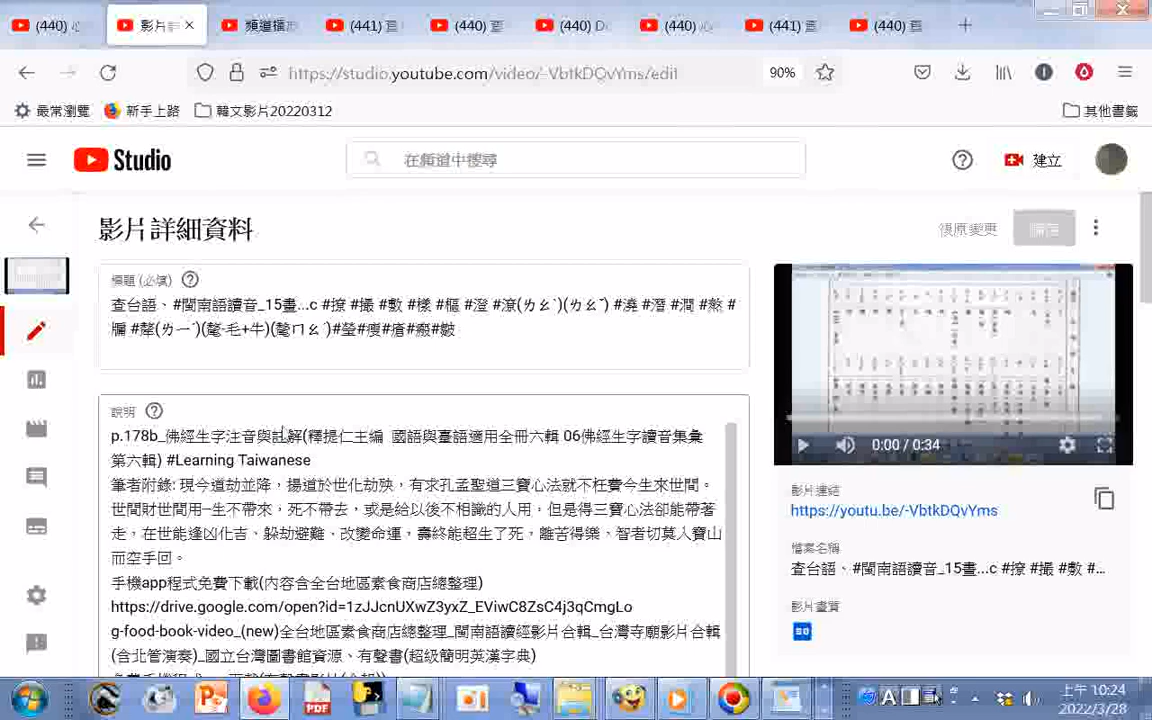 (440) 心
影片詳
頻道播
(441) 查
(440) 查
(440) D
(440) 心
(441) 查
(440) 查
https://studio.youtube.com/video/-VbtkDQvYms/edit
90%
最常瀏覽 新手上路 韓文影片20220312 其他書籤
Studio
在頻道中搜尋
建立
影片詳細資料
復原變更
儲存
標題 (必填)
查台語、#閩南語讀音_15畫...c #撩 #撮 #數 #樣 #樞 #澄 #潦(ㄌㄠˊ)(ㄌㄠˇ) #澆 #潛 #潤 #熬 #
牖 #犛(ㄌㄧˊ)(氂-毛+牛)(氂ㄇㄠˊ)#瑩#瘦#瘡#瘢#皺
說明
p.178b_佛經生字注音與註解(釋提仁主編 國語與臺語適用全冊六輯 06佛經生字讀音集彙
第六輯) #Learning Taiwanese
筆者附錄: 現今道劫並降，揚道於世化劫殃，有求孔孟聖道三寶心法就不枉費今生來世間。
世間財世間用一生不帶來，死不帶去，或是給以後不相識的人用，但是得三寶心法卻能帶著
走，在世能逢凶化吉、躲劫避難、改變命運，壽終能超生了死，離苦得樂，智者切莫入寶山
而空手回。
手機app程式免費下載(內容含全台地區素食商店總整理)
https://drive.google.com/open?id=1zJJcnUXwZ3yxZ_EViwC8ZsC4j3qCmgLo
g-food-book-video_(new)全台地區素食商店總整理_閩南語讀經影片合輯_台灣寺廟影片合輯
(含北管演奏)_國立台灣圖書館資源、有聲書(超級簡明英漢字典)
0:00 / 0:34
影片連結
https://youtu.be/-VbtkDQvYms
檔案名稱
查台語、#閩南語讀音_15畫...c #撩 #撮 #數 #...
影片畫質
SD
上午 10:24
2022/3/28